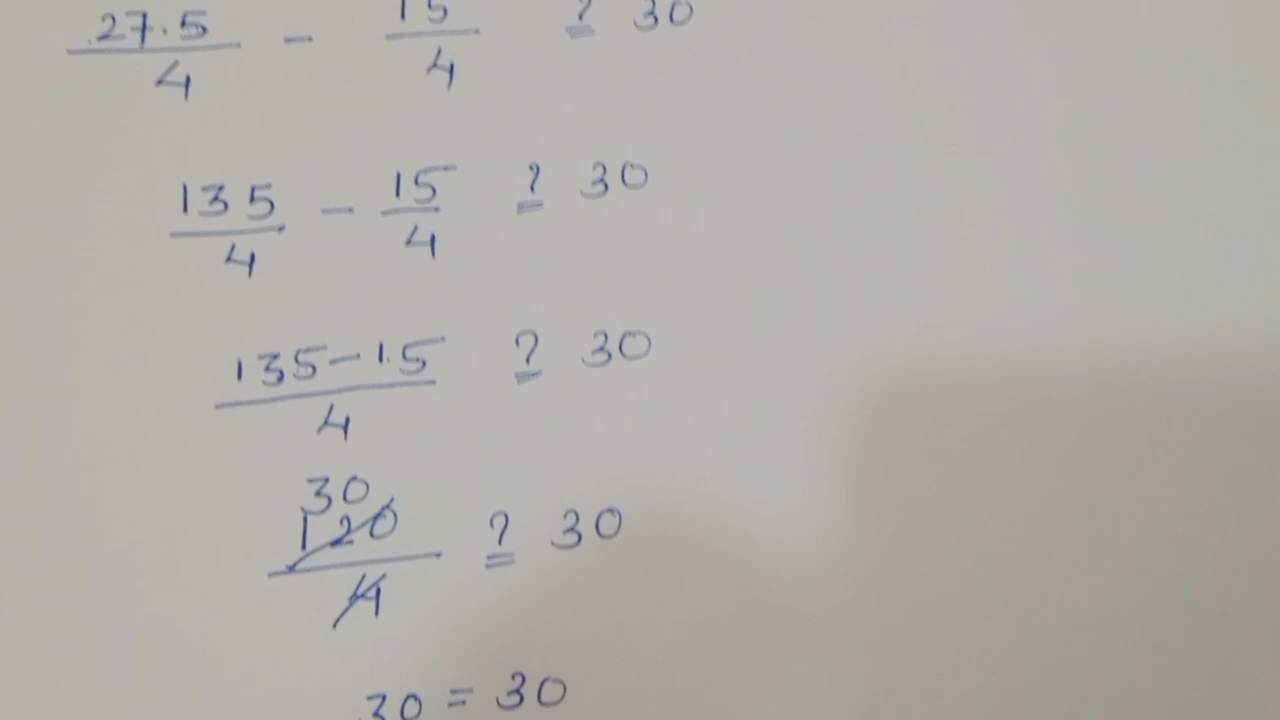 27.5/4 - 15/4 ≟ 30
135/4 - 15/4 ≟ 30
135-15/4 ≟ 30
30
120/4 ≟ 30
30 = 30